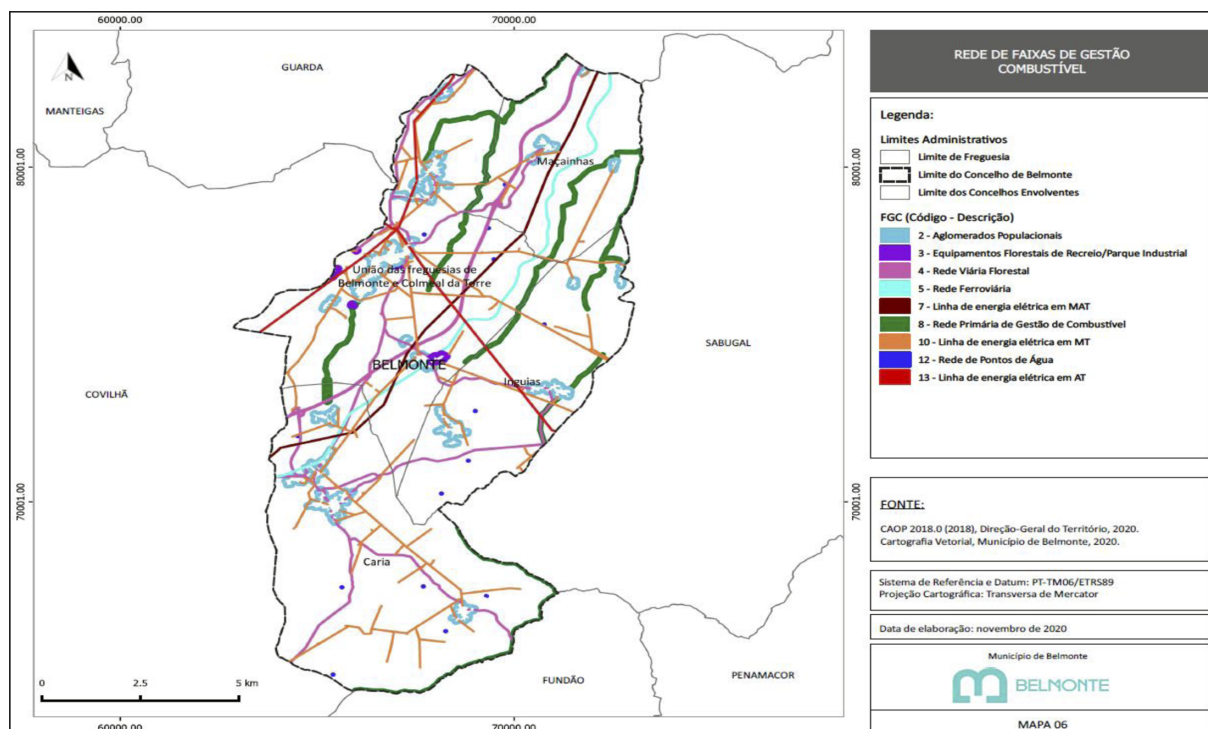 60000.00
70000.00
80001.00
80001.00
70001.00
70001.00
60000.00
70000.00
N
GUARDA
MANTEIGAS
Maçainhas
União das freguesias de
Belmonte e Colmeal da Torre
SABUGAL
BELMONTE
Inguias
COVILHÃ
Caria
FUNDÃO
PENAMACOR
0 2.5 5 km
REDE DE FAIXAS DE GESTÃO
COMBUSTÍVEL
Legenda:
Limites Administrativos
Limite de Freguesia
Limite do Concelho de Belmonte
Limite dos Concelhos Envolventes
FGC (Código - Descrição)
2 - Aglomerados Populacionais
3 - Equipamentos Florestais de Recreio/Parque Industrial
4 - Rede Viária Florestal
5 - Rede Ferroviária
7 - Linha de energia elétrica em MAT
8 - Rede Primária de Gestão de Combustível
10 - Linha de energia elétrica em MT
12 - Rede de Pontos de Água
13 - Linha de energia elétrica em AT
FONTE:
CAOP 2018.0 (2018), Direção-Geral do Território, 2020.
Cartografia Vetorial, Município de Belmonte, 2020.
Sistema de Referência e Datum: PT-TM06/ETRS89
Projeção Cartográfica: Transversa de Mercator
Data de elaboração: novembro de 2020
Município de Belmonte
BELMONTE
MAPA 06